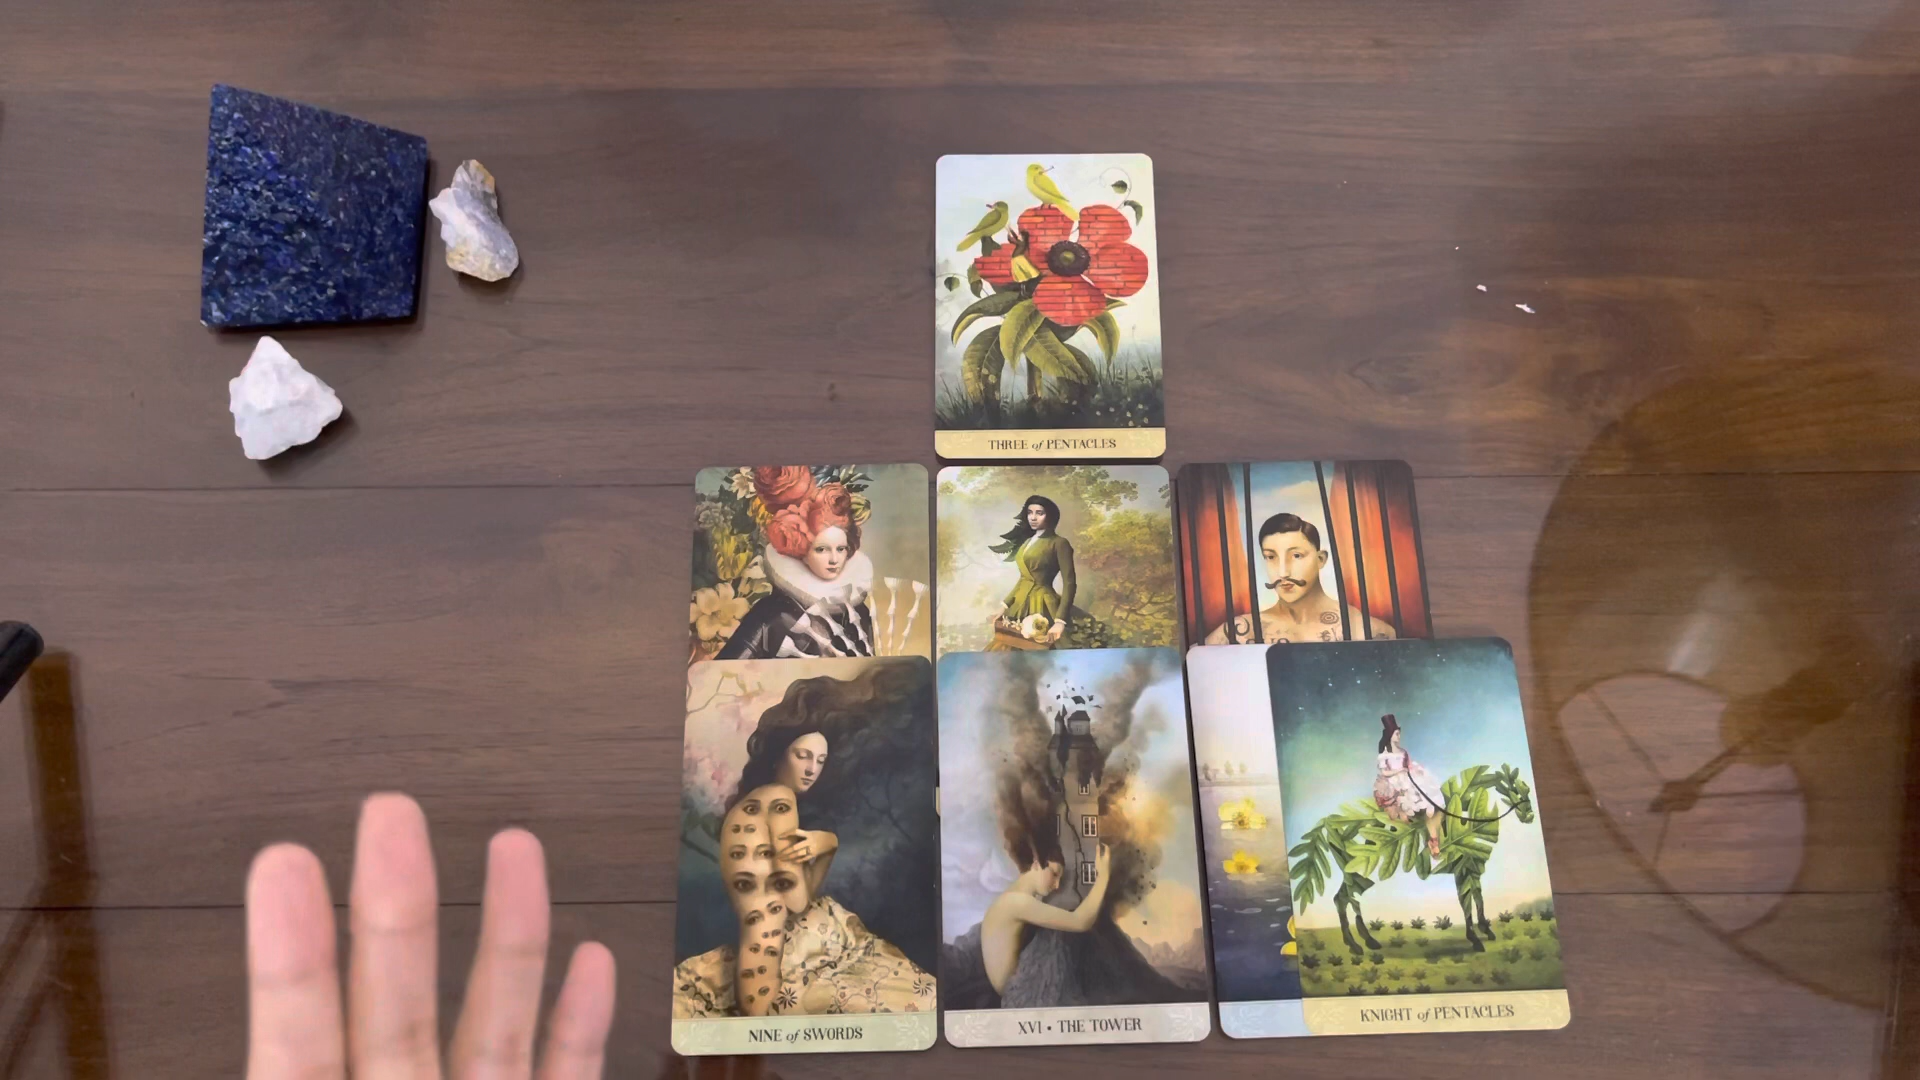 THREE of PENTACLES
NINE of SWORDS
XVI • THE TOWER
KNIGHT of PENTACLES